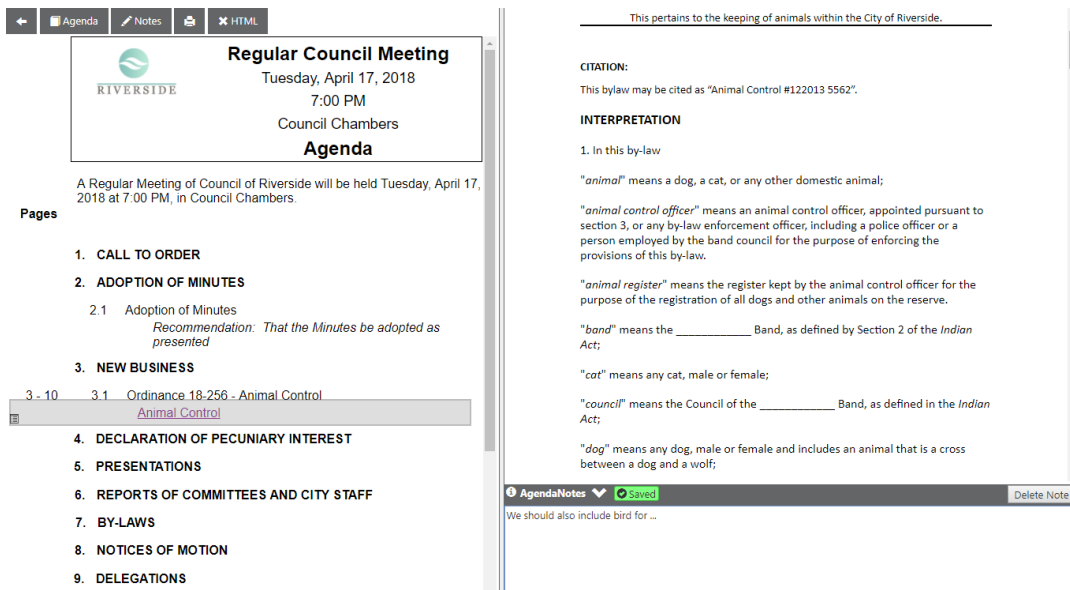 Agenda
Notes
HTML
RIVERSIDE
Regular Council Meeting
Tuesday, April 17, 2018
7:00 PM
Council Chambers
Agenda
A Regular Meeting of Council of Riverside will be held Tuesday, April 17,
2018 at 7:00 PM, in Council Chambers.
Pages
1. CALL TO ORDER
2. ADOPTION OF MINUTES
2.1 Adoption of Minutes
Recommendation: That the Minutes be adopted as
presented
3. NEW BUSINESS
3 - 10 3.1 Ordinance 18-256 - Animal Control
Animal Control
4. DECLARATION OF PECUNIARY INTEREST
5. PRESENTATIONS
6. REPORTS OF COMMITTEES AND CITY STAFF
7. BY-LAWS
8. NOTICES OF MOTION
9. DELEGATIONS
This pertains to the keeping of animals within the City of Riverside.
CITATION:
This bylaw may be cited as “Animal Control #122013 5562”.
INTERPRETATION
1. In this by-law
"animal" means a dog, a cat, or any other domestic animal;
"animal control officer" means an animal control officer, appointed pursuant to
section 3, or any by-law enforcement officer, including a police officer or a
person employed by the band council for the purpose of enforcing the
provisions of this by-law.
"animal register" means the register kept by the animal control officer for the
purpose of the registration of all dogs and other animals on the reserve.
"band" means the ____________ Band, as defined by Section 2 of the Indian
Act;
"cat" means any cat, male or female;
"council" means the Council of the ____________ Band, as defined in the Indian
Act;
"dog" means any dog, male or female and includes an animal that is a cross
between a dog and a wolf;
AgendaNotes Saved Delete Note
We should also include bird for ...